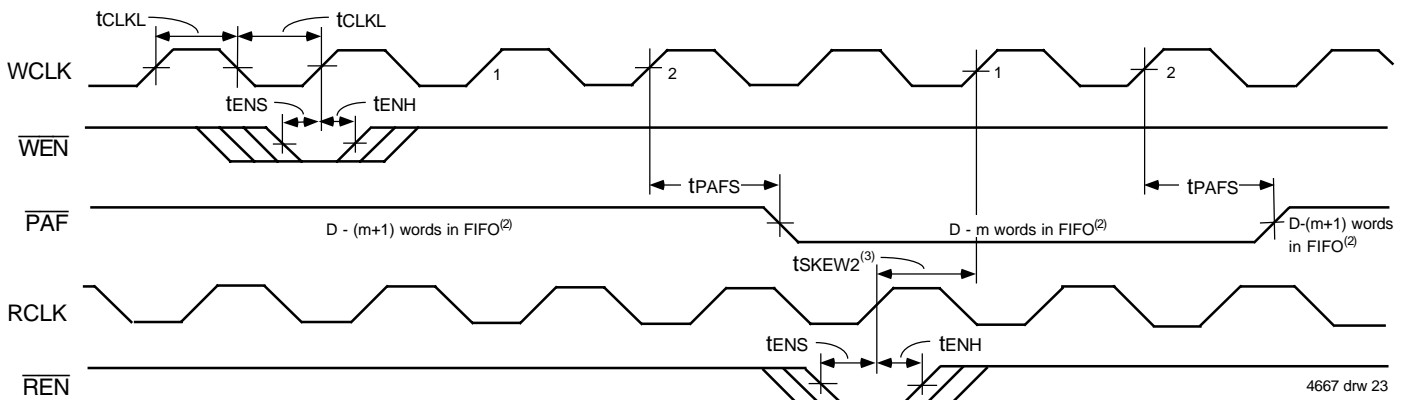 tCLKL tCLKL
WCLK
1 2 1 2
tENS tENH
WEN
tPAFS tPAFS
PAF
D - (m+1) words in FIFO(2)
D - m words in FIFO(2)
D-(m+1) words
in FIFO(2)
tSKEW2(3)
RCLK
tENS tENH
REN
4667 drw 23